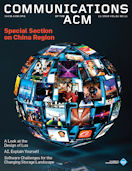 COMMUNICATIONS
OF THE
ACM
Special Section
on China Region
A Look at the
Design of Lua
AI, Explain Yourself
Software Challenges for the
Changing Storage Landscape